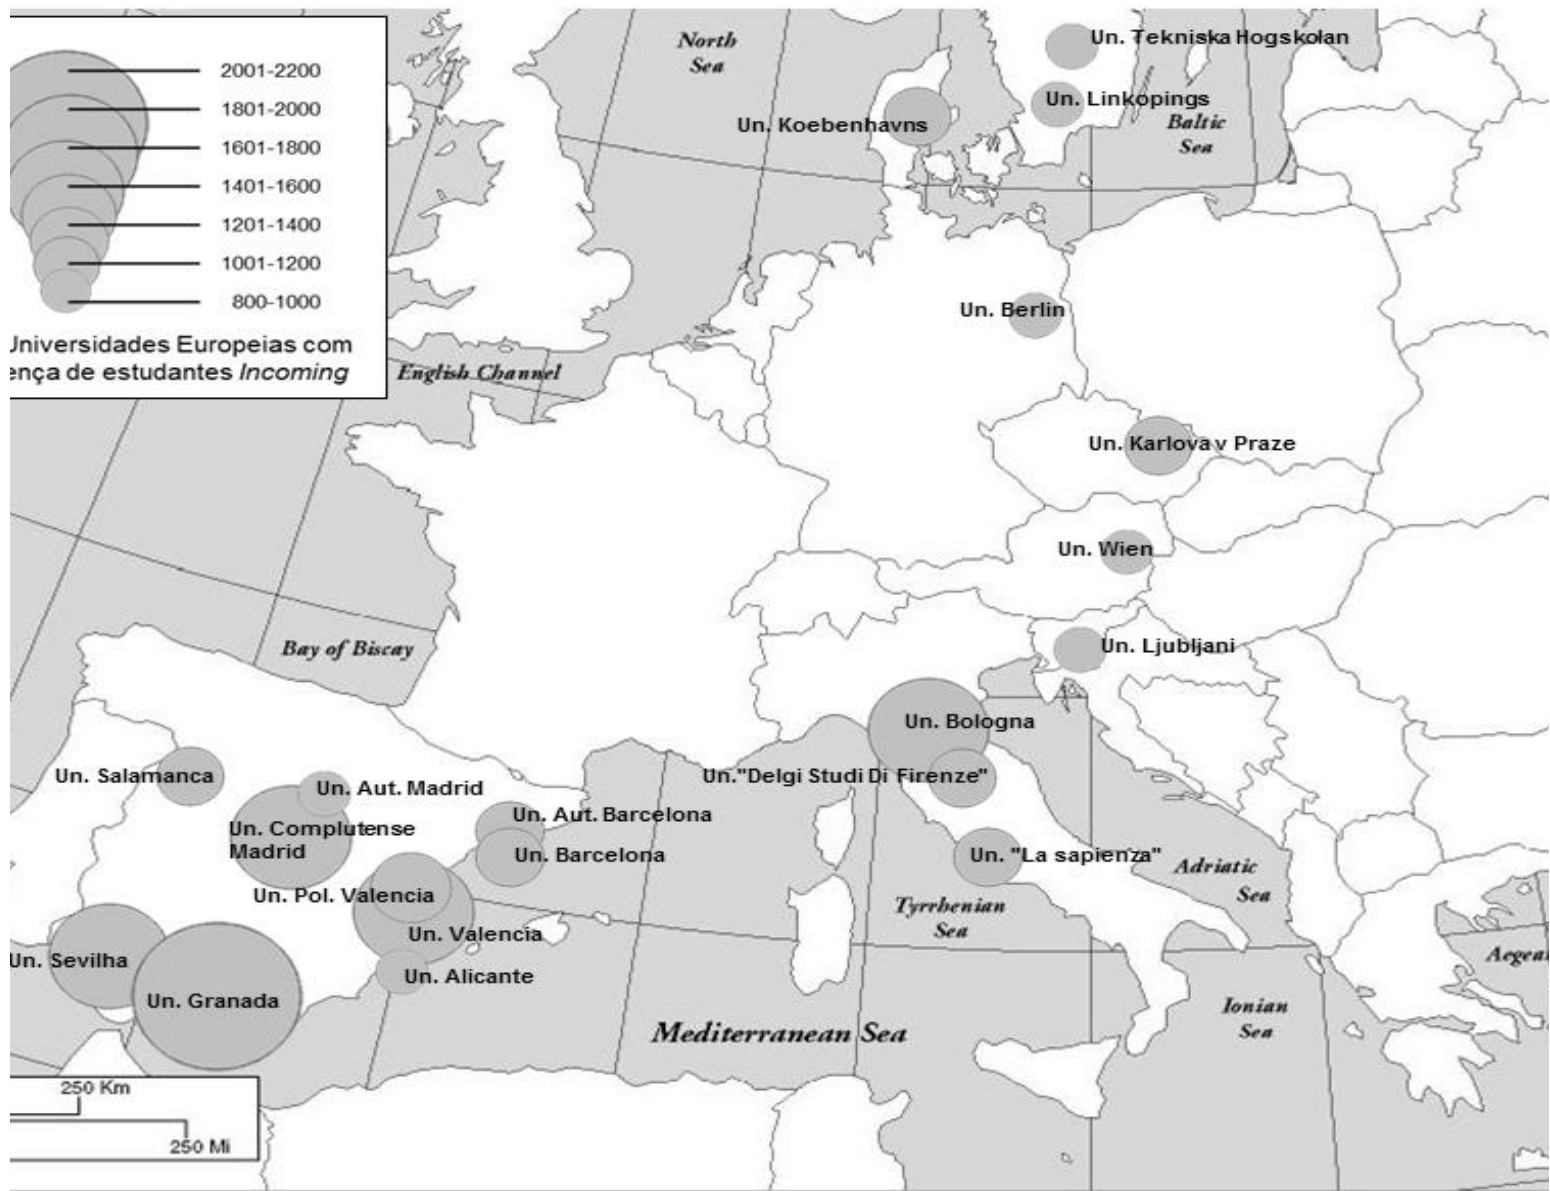 2001-2200
1801-2000
1601-1800
1401-1600
1201-1400
1001-1200
800-1000
Universidades Europeias com
ença de estudantes Incoming
North
Sea
Un. Tekniska Hogskolan
Un. Linkopings
Baltic
Sea
Un. Koebenhavns
Un. Berlin
English Channel
Un. Karlova v Praze
Un. Wien
Bay of Biscay
Un. Ljubljani
Un. Bologna
Un. Salamanca
Un. Aut. Madrid
Un."Delgi Studi Di Firenze"
Un. Complutense
Madrid
Un. Aut. Barcelona
Un. Barcelona
Un. "La sapienza"
Adriatic
Sea
Un. Pol. Valencia
Un. Valencia
Tyrrhenian
Sea
Un. Sevilha
Un. Alicante
Un. Granada
Aegea
Ionian
Sea
Mediterranean Sea
250 Km
250 Mi